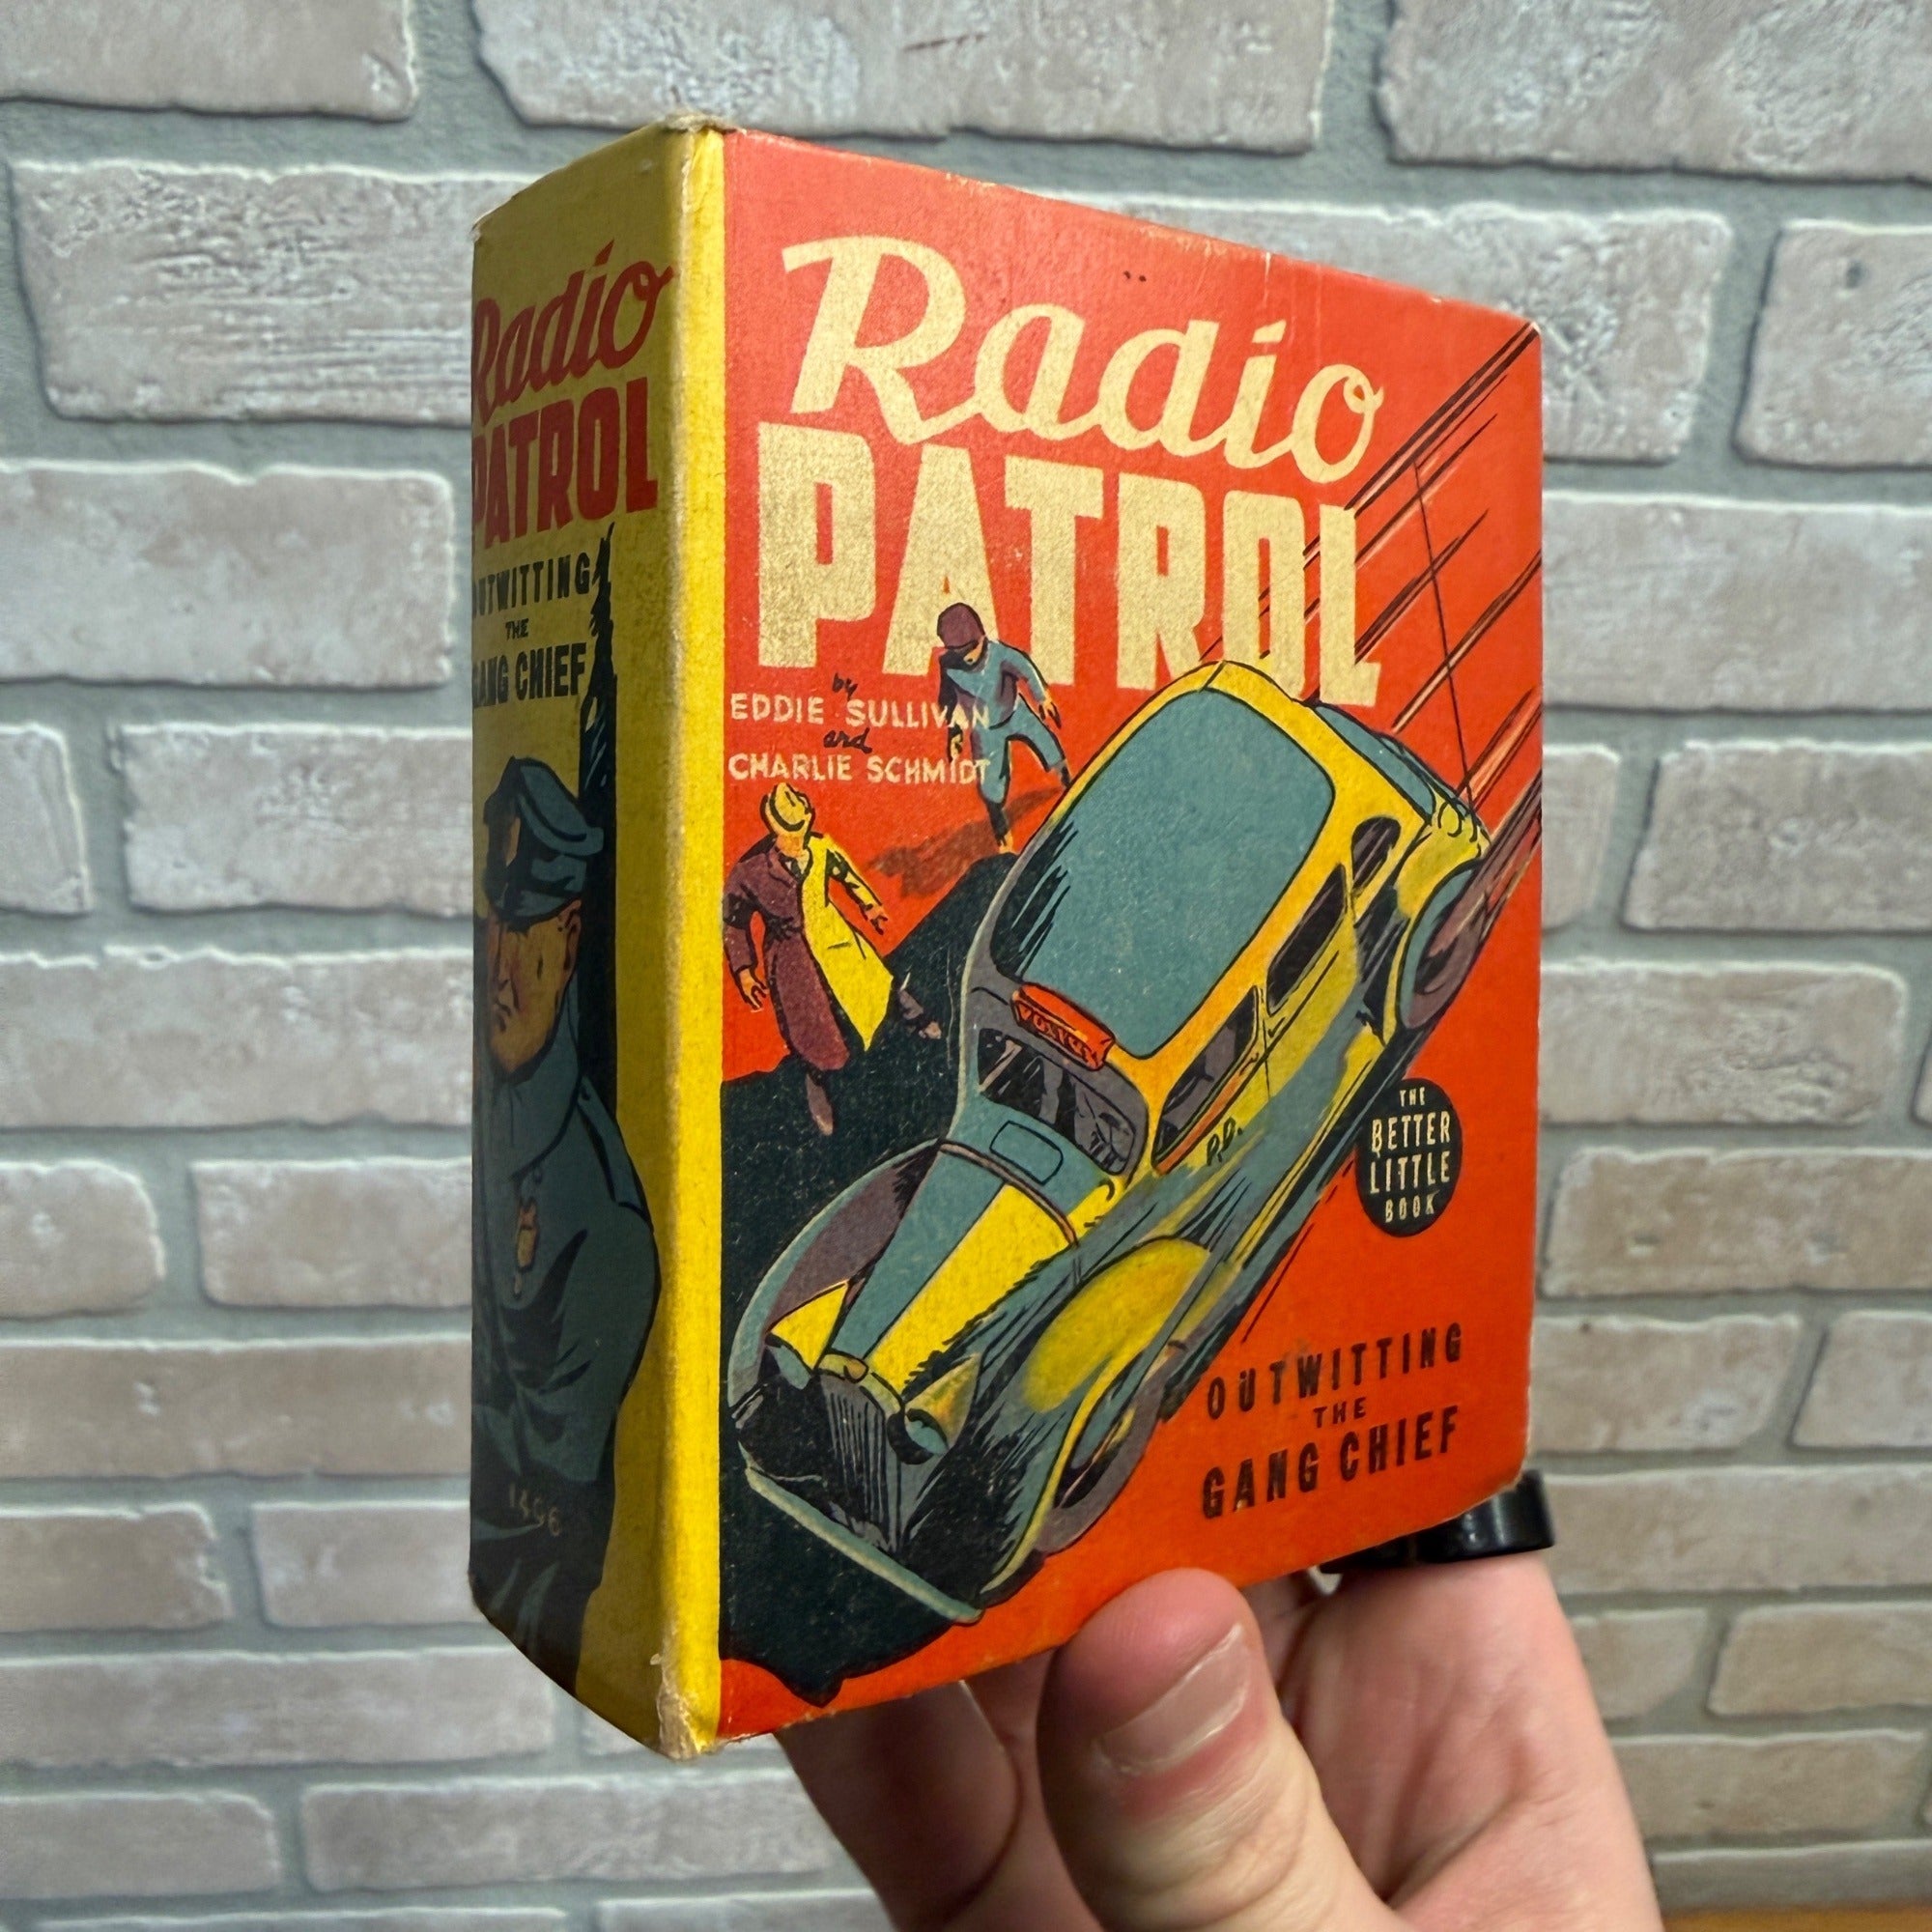 Radio
PATROL
OUTWITTING
THE
GANG CHIEF
1496
Radio
PATROL
by
EDDIE SULLIVAN
and
CHARLIE SCHMIDT
P.D.
THE
BETTER
LITTLE
BOOK
OUTWITTING
THE
GANG CHIEF